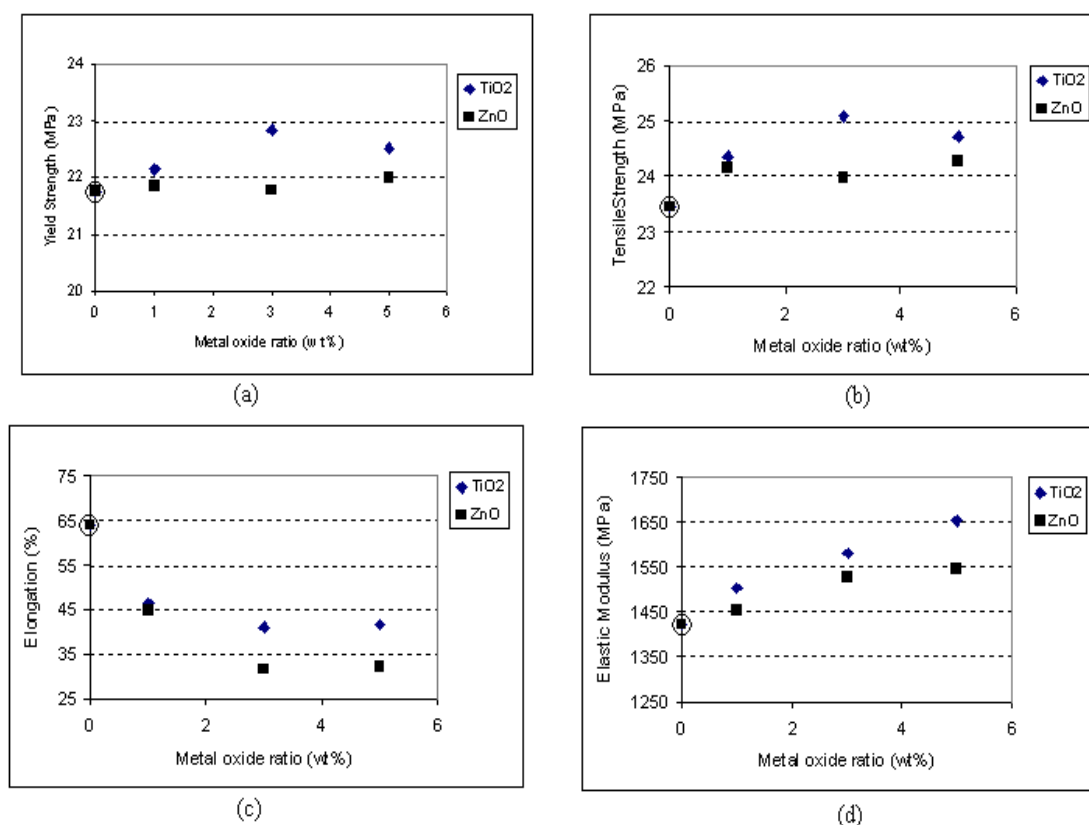 24
23
22
21
20
0 1 2 3 4 5 6
Yield Strength (MPa)
Metal oxide ratio (wt%)
TiO2
ZnO
(a)
26
25
24
23
22
0 2 4 6
TensileStrength (MPa)
Metal oxide ratio (wt%)
TiO2
ZnO
(b)
75
65
55
45
35
25
0 2 4 6
Elongation (%)
Metal oxide ratio (wt%)
TiO2
ZnO
(c)
1750
1650
1550
1450
1350
1250
0 2 4 6
Elastic Modulus (MPa)
Metal oxide ratio (wt%)
TiO2
ZnO
(d)